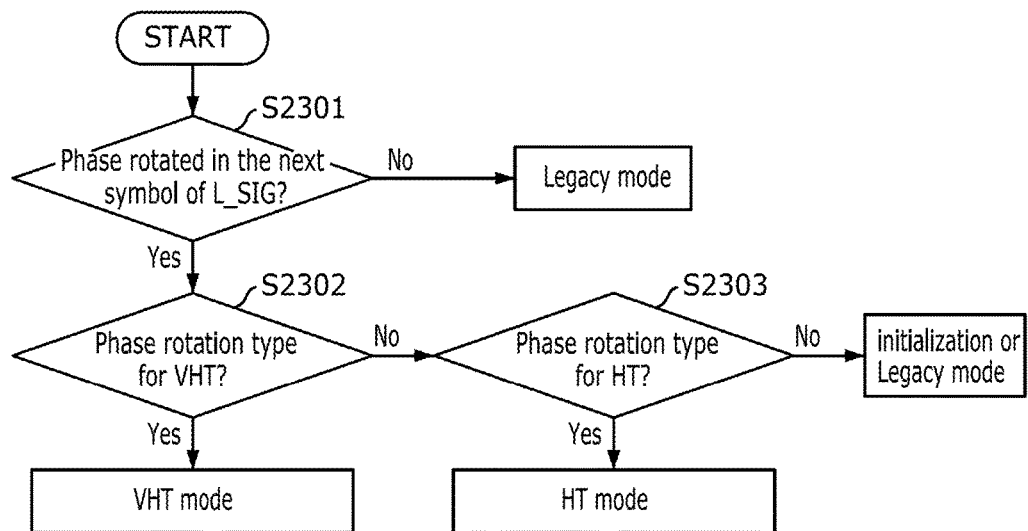 START
S2301
Phase rotated in the next
symbol of L_SIG?
No
Legacy mode
Yes
S2302
Phase rotation type
for VHT?
No
S2303
Phase rotation type
for HT?
No
initialization or
Legacy mode
Yes
VHT mode
Yes
HT mode